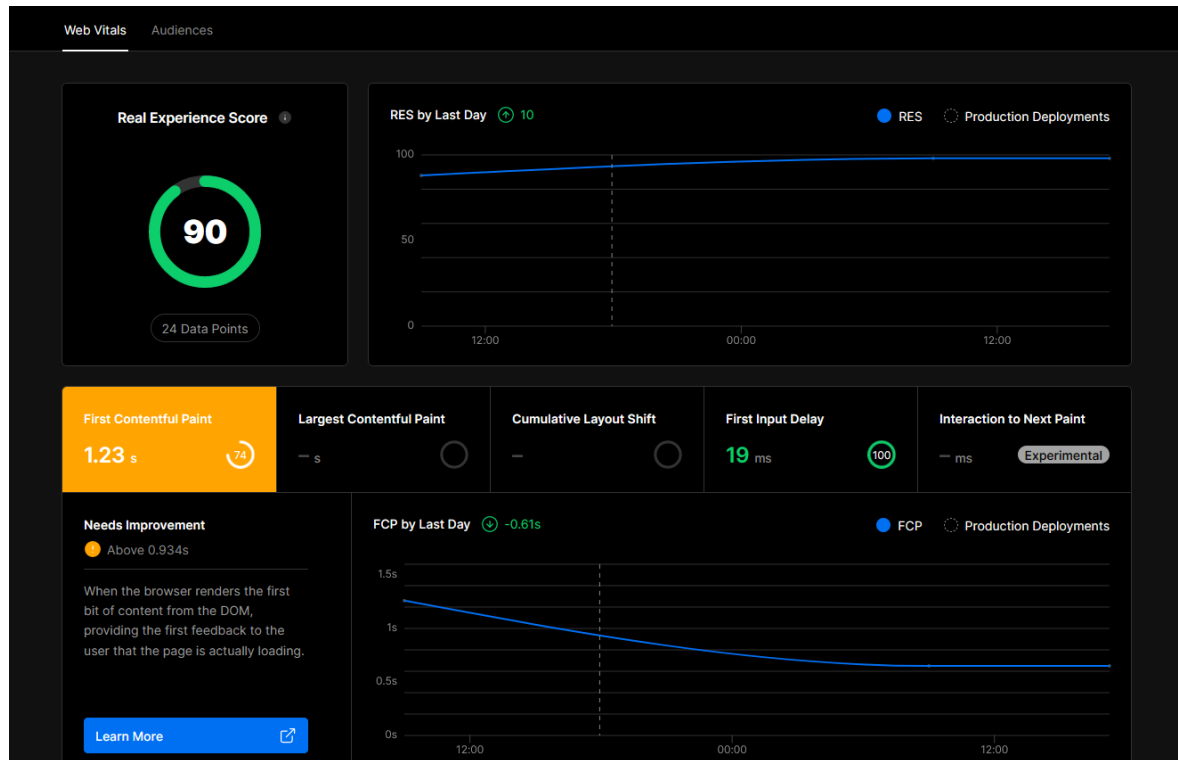 Web Vitals
Audiences
Real Experience Score
90
24 Data Points
RES by Last Day 10
RES
Production Deployments
100
50
0
12:00
00:00
12:00
First Contentful Paint
1.23 s
74
Largest Contentful Paint
– s
Cumulative Layout Shift
–
First Input Delay
19 ms
100
Interaction to Next Paint
– ms
Experimental
Needs Improvement
! Above 0.934s
When the browser renders the first
bit of content from the DOM,
providing the first feedback to the
user that the page is actually loading.
Learn More
FCP by Last Day -0.61s
FCP
Production Deployments
1.5s
1s
0.5s
0s
12:00
00:00
12:00